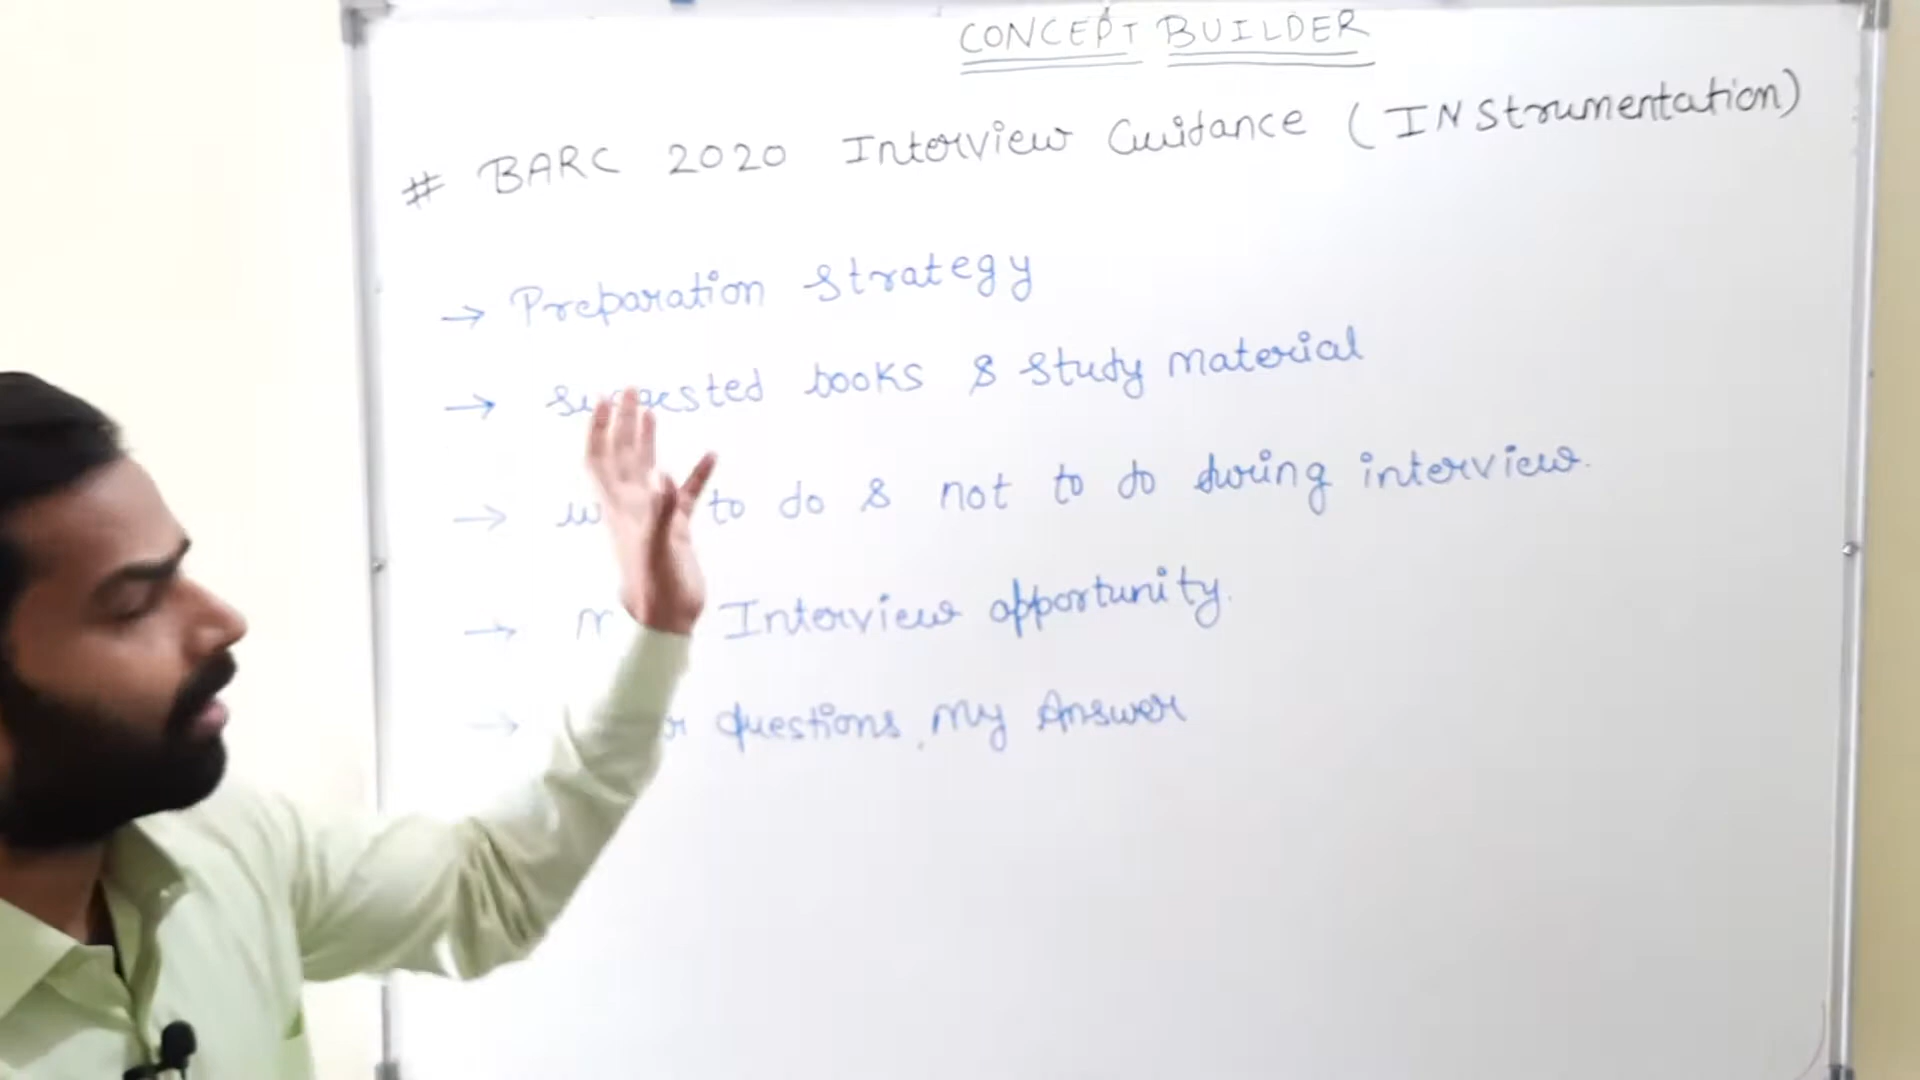 CONCEPT BUILDER
# BARC 2020 Interview Guidance (INStrumentation)
→ Preparation strategy
→ Suggested books & study material
→ to do & not to do during interview.
→ Interview opportunity.
→ questions, my Answer